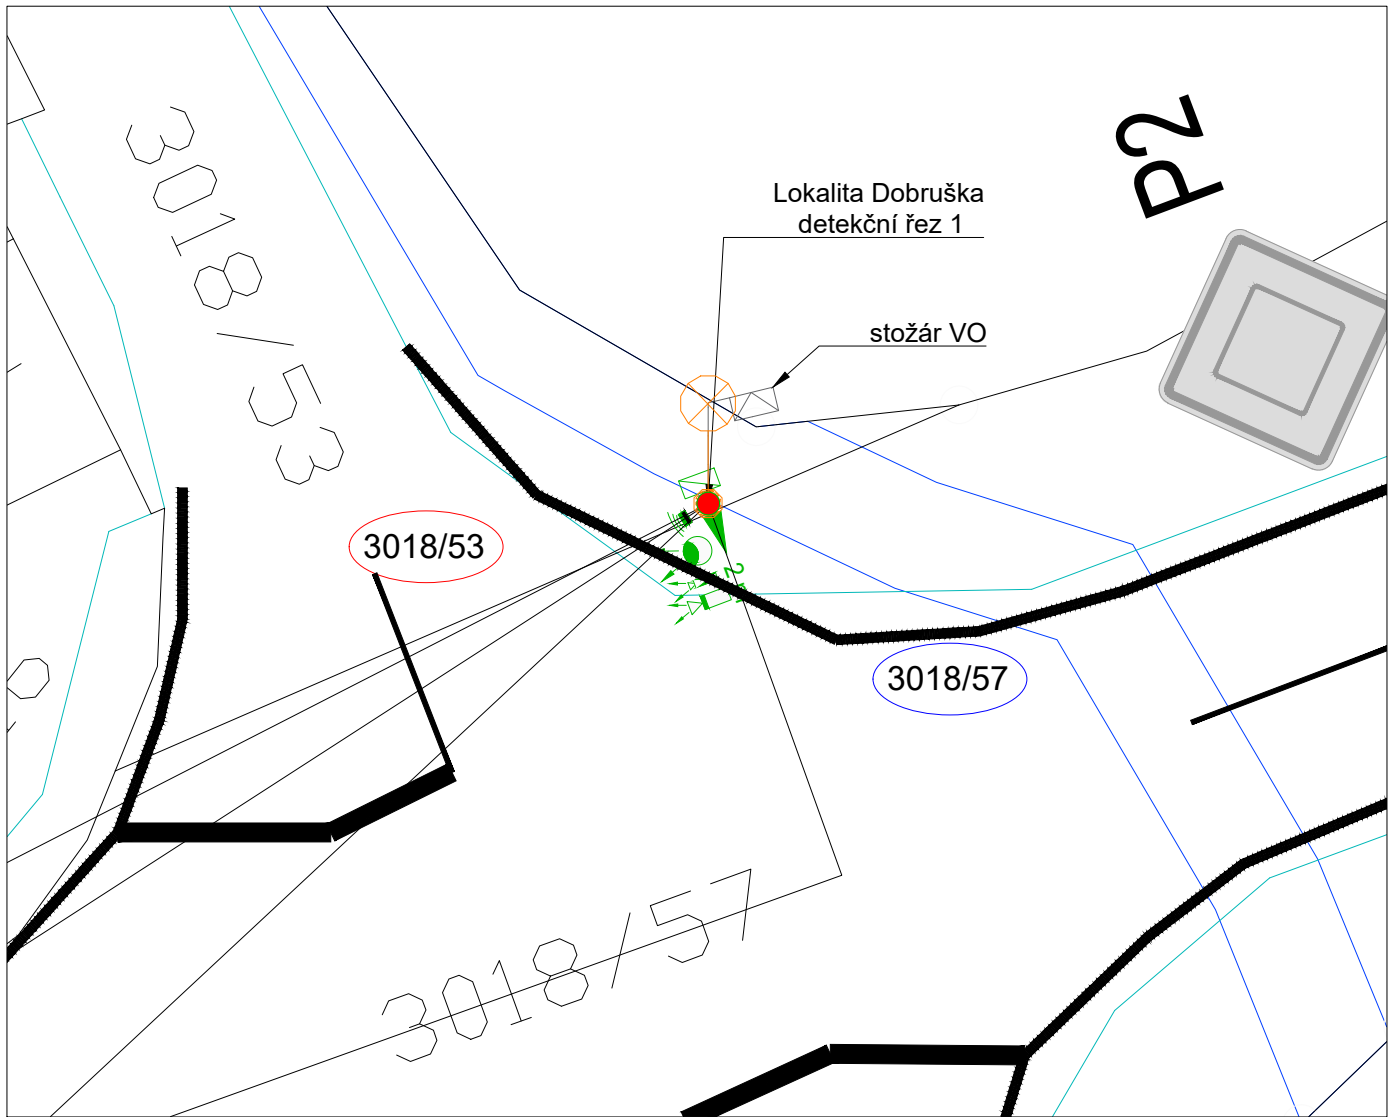 P2
3018/53
Lokalita Dobruška
detekční řez 1
stožár VO
3018/53
3018/57
3018/57